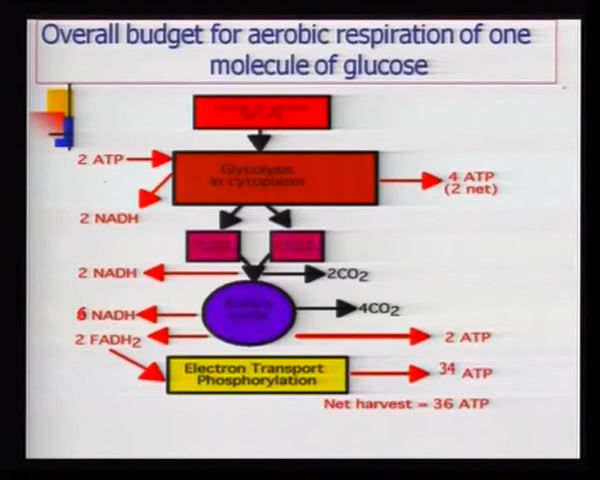 Overall budget for aerobic respiration of one
molecule of glucose
2 ATP
Glycolysis
in cytoplasm
4 ATP
(2 net)
2 NADH
2 NADH
2CO2
6 NADH
Krebs
cycle
4CO2
2 FADH2
2 ATP
Electron Transport
Phosphorylation
34 ATP
Net harvest = 36 ATP